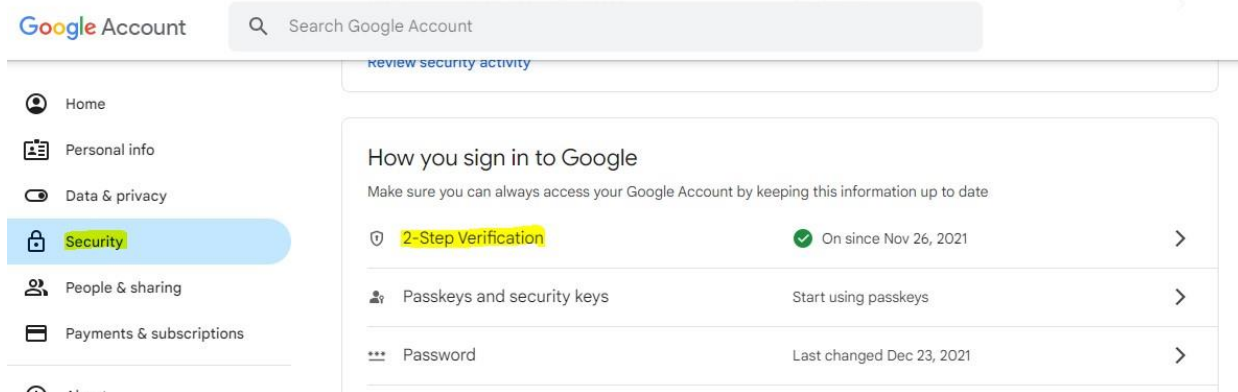 Google Account
Search Google Account
Review security activity
Home
Personal info
Data & privacy
Security
People & sharing
Payments & subscriptions
How you sign in to Google
Make sure you can always access your Google Account by keeping this information up to date
2-Step Verification On since Nov 26, 2021
Passkeys and security keys Start using passkeys
Password Last changed Dec 23, 2021